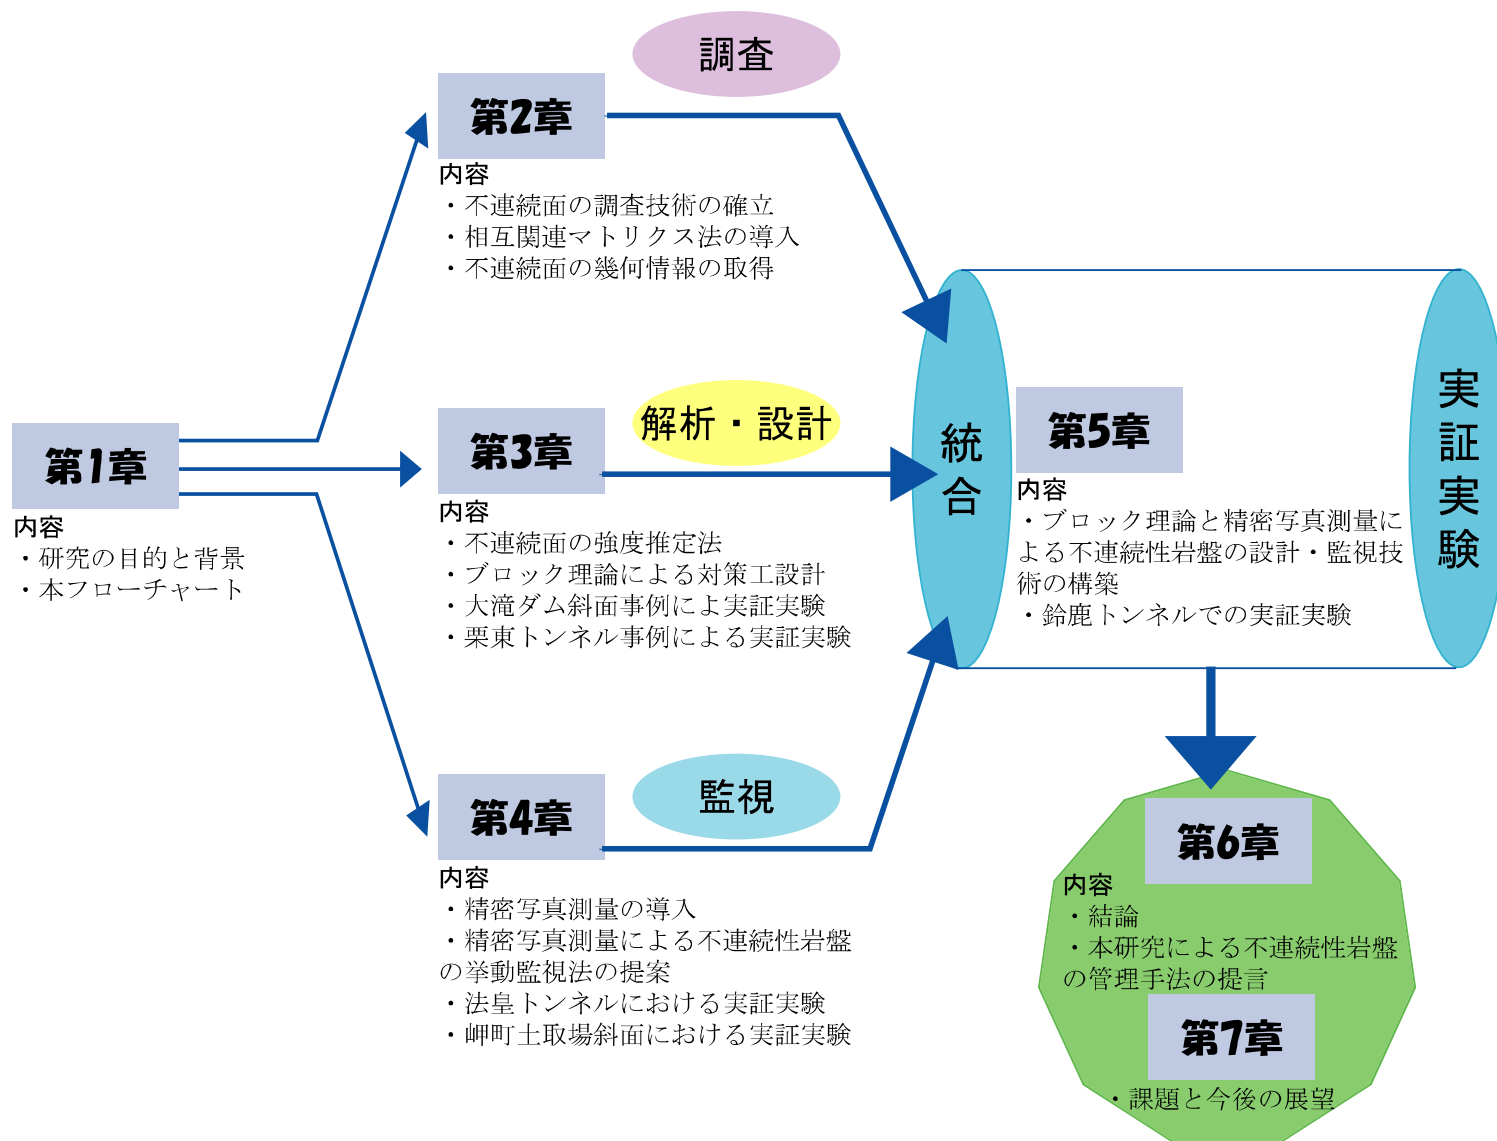 調査
第2章
内容
・不連続面の調査技術の確立
・相互関連マトリクス法の導入
・不連続面の幾何情報の取得
第1章
内容
・研究の目的と背景
・本フローチャート
解析・設計
第3章
内容
・不連続面の強度推定法
・ブロック理論による対策工設計
・大滝ダム斜面事例によ実証実験
・栗東トンネル事例による実証実験
監視
第4章
内容
・精密写真測量の導入
・精密写真測量による不連続性岩盤
の挙動監視法の提案
・法皇トンネルにおける実証実験
・岬町土取場斜面における実証実験
統合
第5章
内容
・ブロック理論と精密写真測量に
よる不連続性岩盤の設計・監視技
術の構築
・鈴鹿トンネルでの実証実験
実証実験
第6章
内容
・結論
・本研究による不連続性岩盤
の管理手法の提言
第7章
・課題と今後の展望